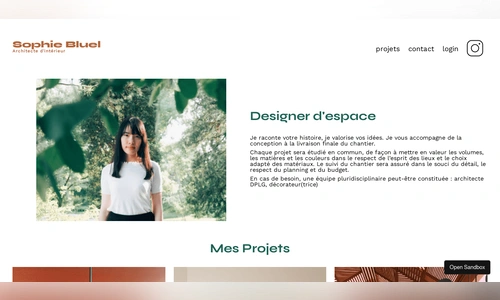 Sophie Bluel
Architecte d'intérieur
projets
contact
login
Designer d'espace
Je raconte votre histoire, je valorise vos idées. Je vous accompagne de la
conception à la livraison finale du chantier.
Chaque projet sera étudié en commun, de façon à mettre en valeur les volumes,
les matières et les couleurs dans le respect de l'esprit des lieux et le choix
adapté des matériaux. Le suivi du chantier sera assuré dans le souci du détail, le
respect du planning et du budget.
En cas de besoin, une équipe pluridisciplinaire peut-être constituée : architecte
DPLG, décorateur(trice)
Mes Projets
Open Sandbox